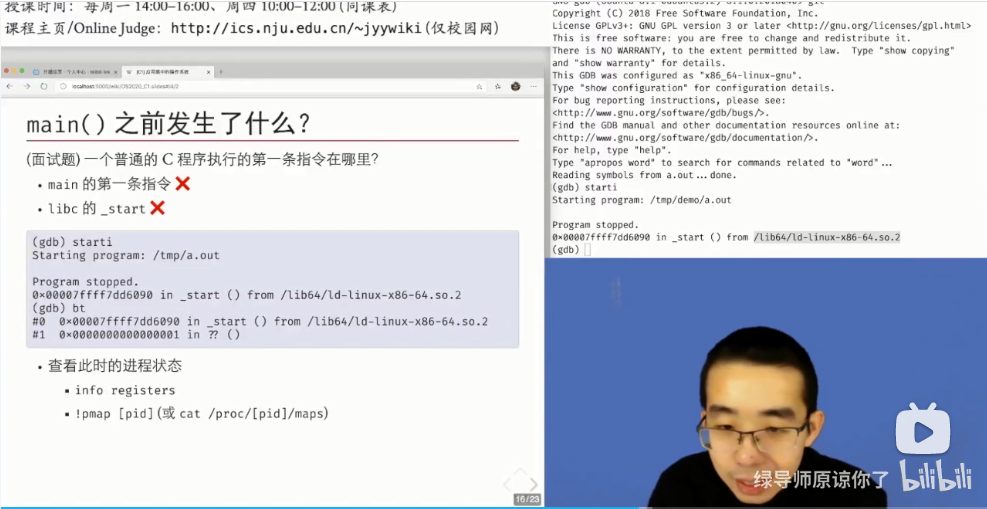 授课时间：每周一 14:00-16:00、周四 10:00-12:00 (同课表)
课程主页/Online Judge：http://ics.nju.edu.cn/~jyywiki (仅校园网)
main() 之前发生了什么？
(面试题) 一个普通的 C 程序执行的第一条指令在哪里？
• main 的第一条指令 ❌
• libc 的 _start ❌
(gdb) starti
Starting program: /tmp/a.out
Program stopped.
0x00007ffff7dd6090 in _start () from /lib64/ld-linux-x86-64.so.2
(gdb) bt
#0 0x00007ffff7dd6090 in _start () from /lib64/ld-linux-x86-64.so.2
#1 0x0000000000000001 in ?? ()
• 查看此时的进程状态
▪ info registers
▪ !pmap [pid] (或 cat /proc/[pid]/maps)
16/23
Copyright (C) 2018 Free Software Foundation, Inc.
License GPLv3+: GNU GPL version 3 or later <http://gnu.org/licenses/gpl.html>
This is free software: you are free to change and redistribute it.
There is NO WARRANTY, to the extent permitted by law. Type "show copying"
and "show warranty" for details.
This GDB was configured as "x86_64-linux-gnu".
Type "show configuration" for configuration details.
For bug reporting instructions, please see:
<http://www.gnu.org/software/gdb/bugs/>.
Find the GDB manual and other documentation resources online at:
<http://www.gnu.org/software/gdb/documentation/>.
For help, type "help".
Type "apropos word" to search for commands related to "word"...
Reading symbols from a.out...done.
(gdb) starti
Starting program: /tmp/demo/a.out
Program stopped.
0x00007ffff7dd6090 in _start () from /lib64/ld-linux-x86-64.so.2
(gdb)
绿导师原谅你了 bilibili